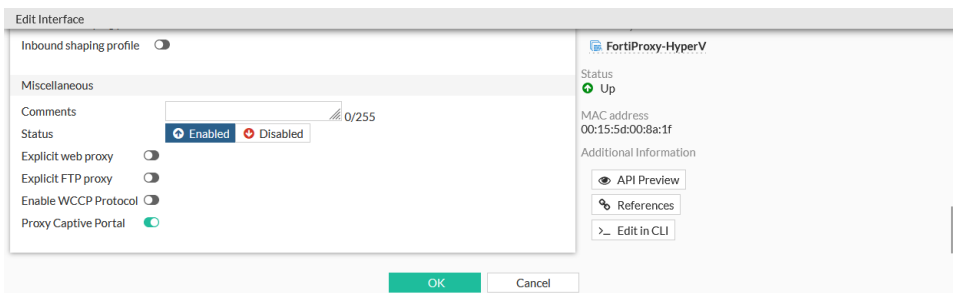 Edit Interface
Inbound shaping profile
Miscellaneous
Comments
0/255
Status
Enabled
Disabled
Explicit web proxy
Explicit FTP proxy
Enable WCCP Protocol
Proxy Captive Portal
FortiProxy-HyperV
Status
Up
MAC address
00:15:5d:00:8a:1f
Additional Information
API Preview
References
>_ Edit in CLI
OK
Cancel